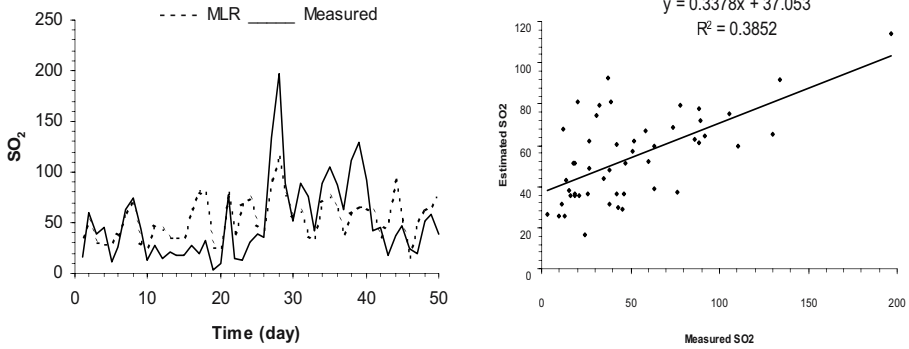 MLR Measured
250
200
150
100
50
0
SO2
0 10 20 30 40 50
Time (day)
y = 0.3378x + 37.053
R2 = 0.3852
120
120
100
80
60
40
20
0
Estimated SO2
0 50 100 150 200
Measured SO2